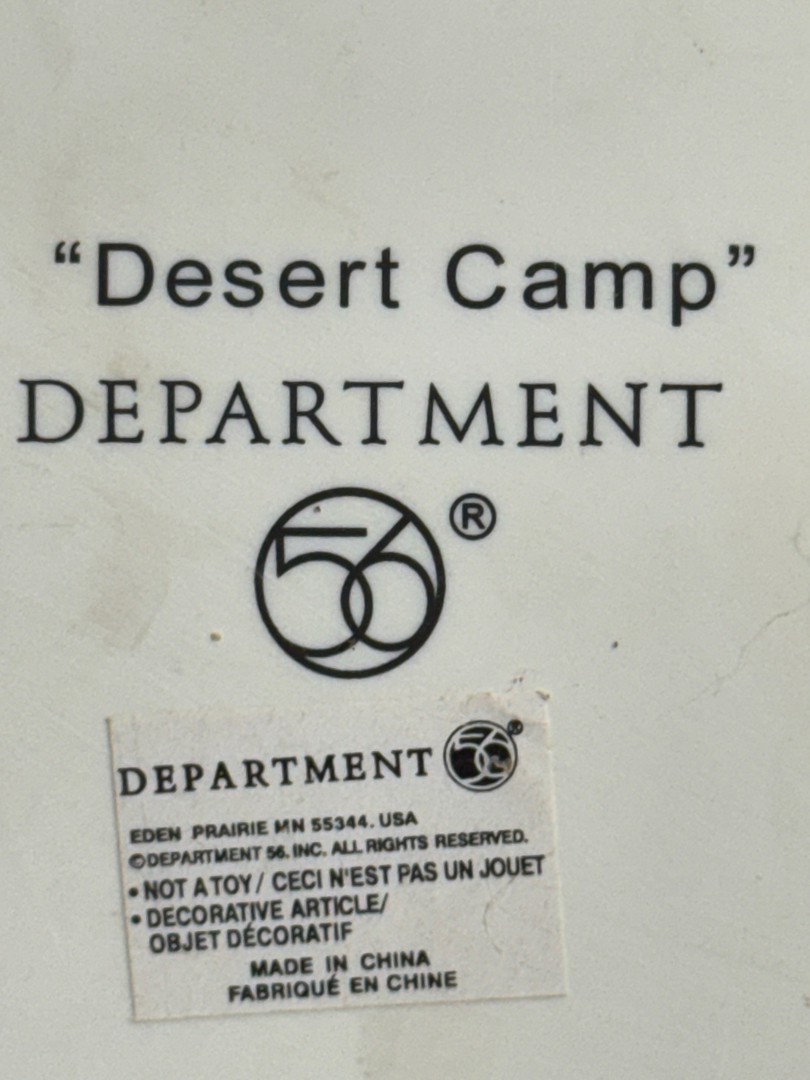 “Desert Camp”
DEPARTMENT
56®
DEPARTMENT 56®
EDEN PRAIRIE MN 55344. USA
©DEPARTMENT 56. INC. ALL RIGHTS RESERVED.
• NOT A TOY / CECI N'EST PAS UN JOUET
• DECORATIVE ARTICLE/
OBJET DÉCORATIF
MADE IN CHINA
FABRIQUÉ EN CHINE